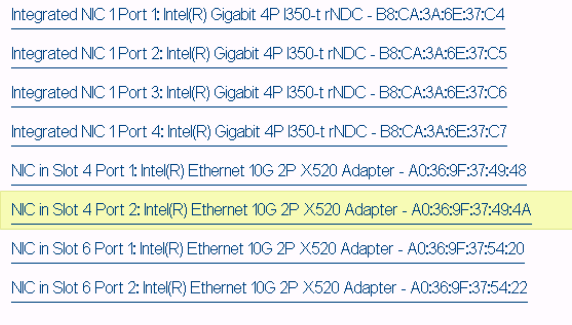 Integrated NIC 1 Port 1: Intel(R) Gigabit 4P I350-t rNDC - B8:CA:3A:6E:37:C4
Integrated NIC 1 Port 2: Intel(R) Gigabit 4P I350-t rNDC - B8:CA:3A:6E:37:C5
Integrated NIC 1 Port 3: Intel(R) Gigabit 4P I350-t rNDC - B8:CA:3A:6E:37:C6
Integrated NIC 1 Port 4: Intel(R) Gigabit 4P I350-t rNDC - B8:CA:3A:6E:37:C7
NIC in Slot 4 Port 1: Intel(R) Ethernet 10G 2P X520 Adapter - A0:36:9F:37:49:48
NIC in Slot 4 Port 2: Intel(R) Ethernet 10G 2P X520 Adapter - A0:36:9F:37:49:4A
NIC in Slot 6 Port 1: Intel(R) Ethernet 10G 2P X520 Adapter - A0:36:9F:37:54:20
NIC in Slot 6 Port 2: Intel(R) Ethernet 10G 2P X520 Adapter - A0:36:9F:37:54:22